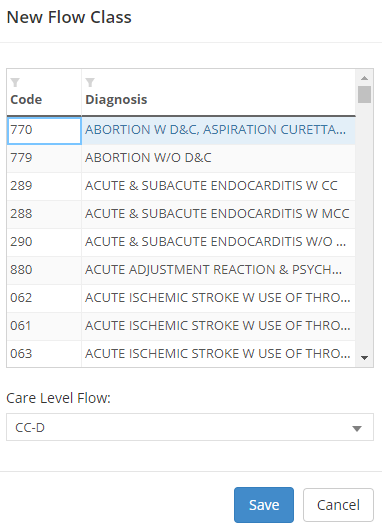 New Flow Class
Code Diagnosis
770 ABORTION W D&C, ASPIRATION CURETTA...
779 ABORTION W/O D&C
289 ACUTE & SUBACUTE ENDOCARDITIS W CC
288 ACUTE & SUBACUTE ENDOCARDITIS W MCC
290 ACUTE & SUBACUTE ENDOCARDITIS W/O ...
880 ACUTE ADJUSTMENT REACTION & PSYCH...
062 ACUTE ISCHEMIC STROKE W USE OF THRO...
061 ACUTE ISCHEMIC STROKE W USE OF THRO...
063 ACUTE ISCHEMIC STROKE W USE OF THRO...
Care Level Flow:
CC-D
Save Cancel